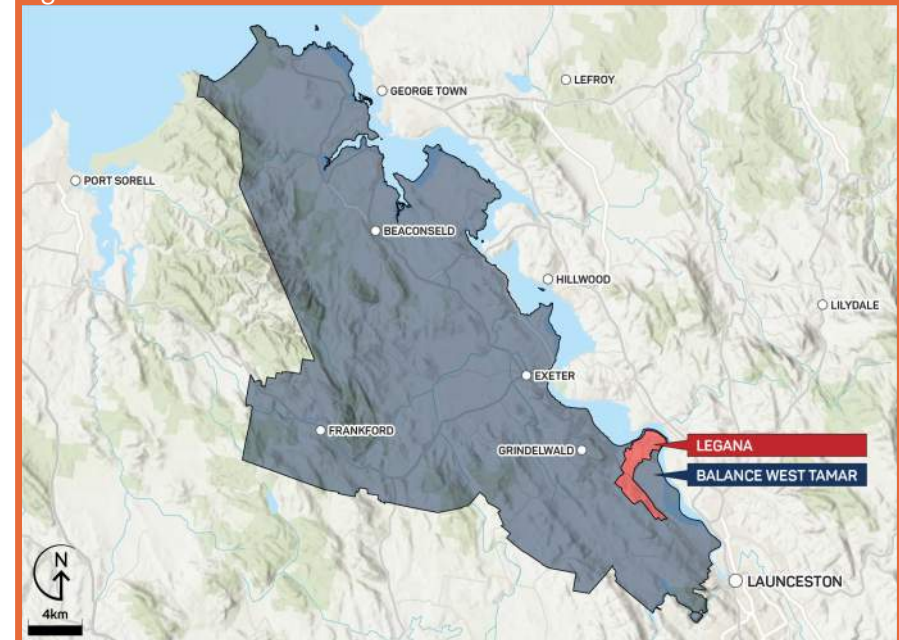 GEORGE TOWN
LEFROY
PORT SORELL
BEACONSELD
HILLWOOD
LILYDALE
EXETER
FRANKFORD
GRINDELWALD
LEGANA
BALANCE WEST TAMAR
LAUNCESTON
N
4km